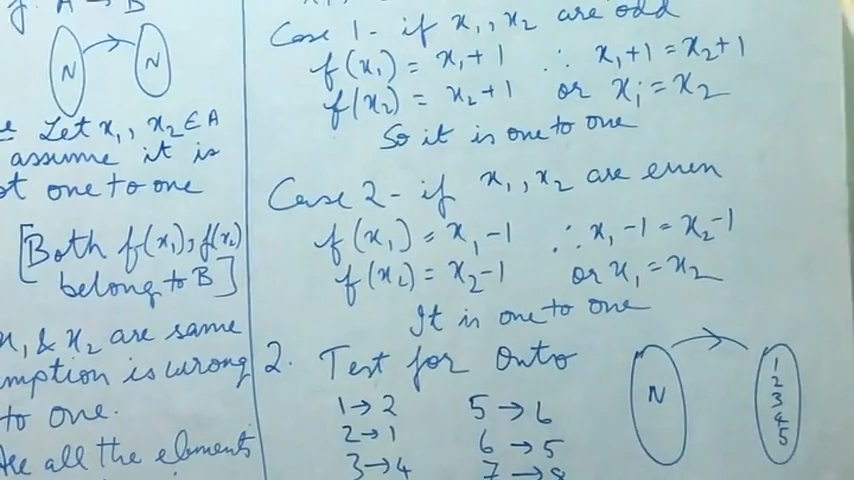 f: A → B
N → N
Let x₁, x₂ ∈ A
assume it is
not one to one
[Both f(x₁), f(x₂)
belong to B]
x₁ & x₂ are same
mption is wrong
to one.
are all the elements
Case 1- if x₁, x₂ are odd
f(x₁) = x₁+1 ∴ x₁+1 = x₂+1
f(x₂) = x₂+1 or x₁ = x₂
So it is one to one
Case 2- if x₁, x₂ are even
f(x₁) = x₁-1 ∴ x₁-1 = x₂-1
f(x₂) = x₂-1 or x₁ = x₂
It is one to one
2. Test for Onto
1→2 5→6
2→1 6→5
3→4 7→8
N
1
2
3
4
5